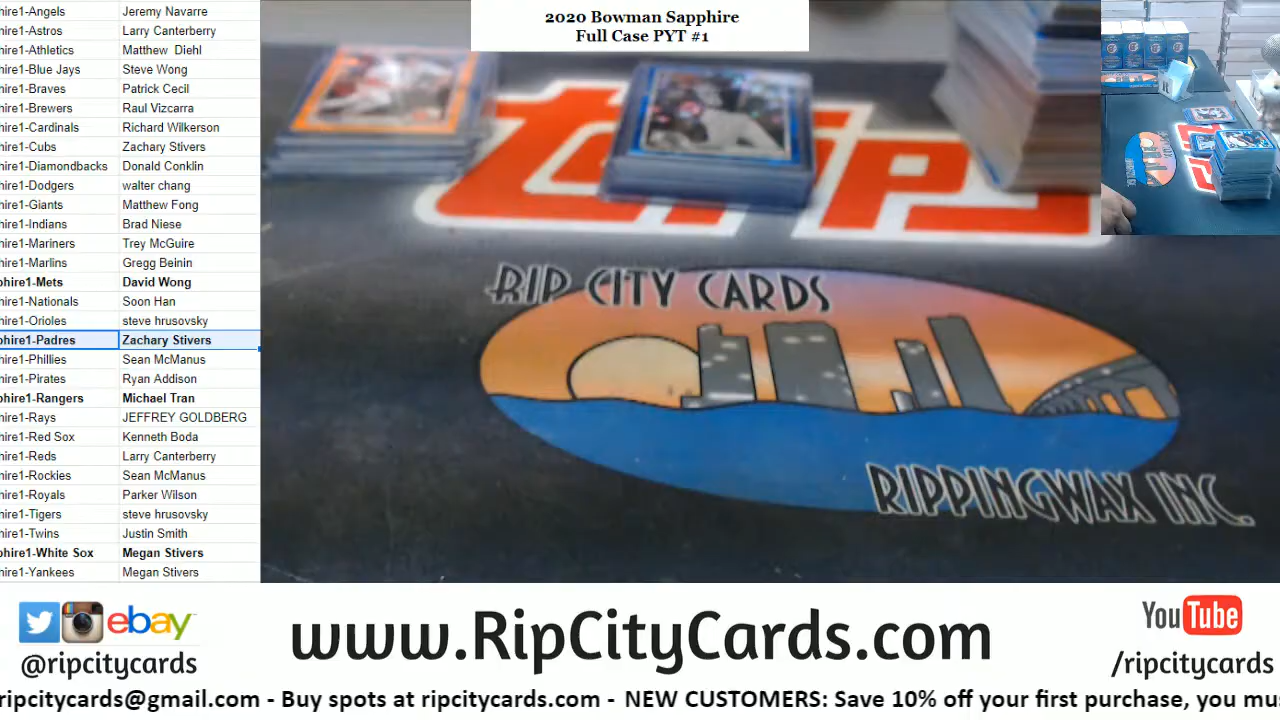 2020 Bowman Sapphire
Full Case PYT #1
hire1-Angels Jeremy Navarre
hire1-Astros Larry Canterberry
hire1-Athletics Matthew Diehl
hire1-Blue Jays Steve Wong
hire1-Braves Patrick Cecil
hire1-Brewers Raul Vizcarra
hire1-Cardinals Richard Wilkerson
hire1-Cubs Zachary Stivers
hire1-Diamondbacks Donald Conklin
hire1-Dodgers walter chang
hire1-Giants Matthew Fong
hire1-Indians Brad Niese
hire1-Mariners Trey McGuire
hire1-Marlins Gregg Beinin
phire1-Mets David Wong
hire1-Nationals Soon Han
hire1-Orioles steve hrusovsky
phire1-Padres Zachary Stivers
hire1-Phillies Sean McManus
hire1-Pirates Ryan Addison
phire1-Rangers Michael Tran
hire1-Rays JEFFREY GOLDBERG
hire1-Red Sox Kenneth Boda
hire1-Reds Larry Canterberry
hire1-Rockies Sean McManus
hire1-Royals Parker Wilson
hire1-Tigers steve hrusovsky
hire1-Twins Justin Smith
phire1-White Sox Megan Stivers
hire1-Yankees Megan Stivers
RIP CITY CARDS
RIPPINGWAX INC.
ebay
@ripcitycards
www.RipCityCards.com
YouTube
/ripcitycards
ripcitycards@gmail.com - Buy spots at ripcitycards.com - NEW CUSTOMERS: Save 10% off your first purchase, you mu